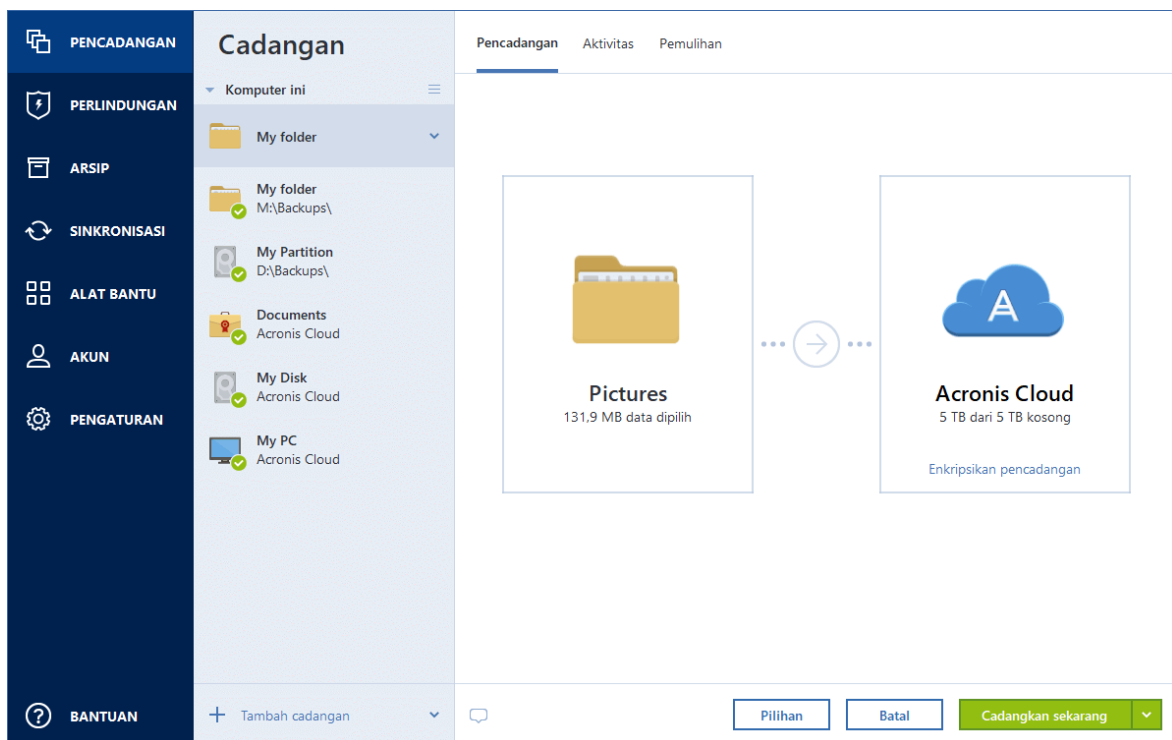 PENCADANGAN
PERLINDUNGAN
ARSIP
SINKRONISASI
ALAT BANTU
AKUN
PENGATURAN
BANTUAN
Cadangan
Komputer ini
My folder
My folder
M:\Backups\
My Partition
D:\Backups\
Documents
Acronis Cloud
My Disk
Acronis Cloud
My PC
Acronis Cloud
Tambah cadangan
Pencadangan Aktivitas Pemulihan
Pictures
131,9 MB data dipilih
Acronis Cloud
5 TB dari 5 TB kosong
Enkripsikan pencadangan
Pilihan Batal Cadangkan sekarang